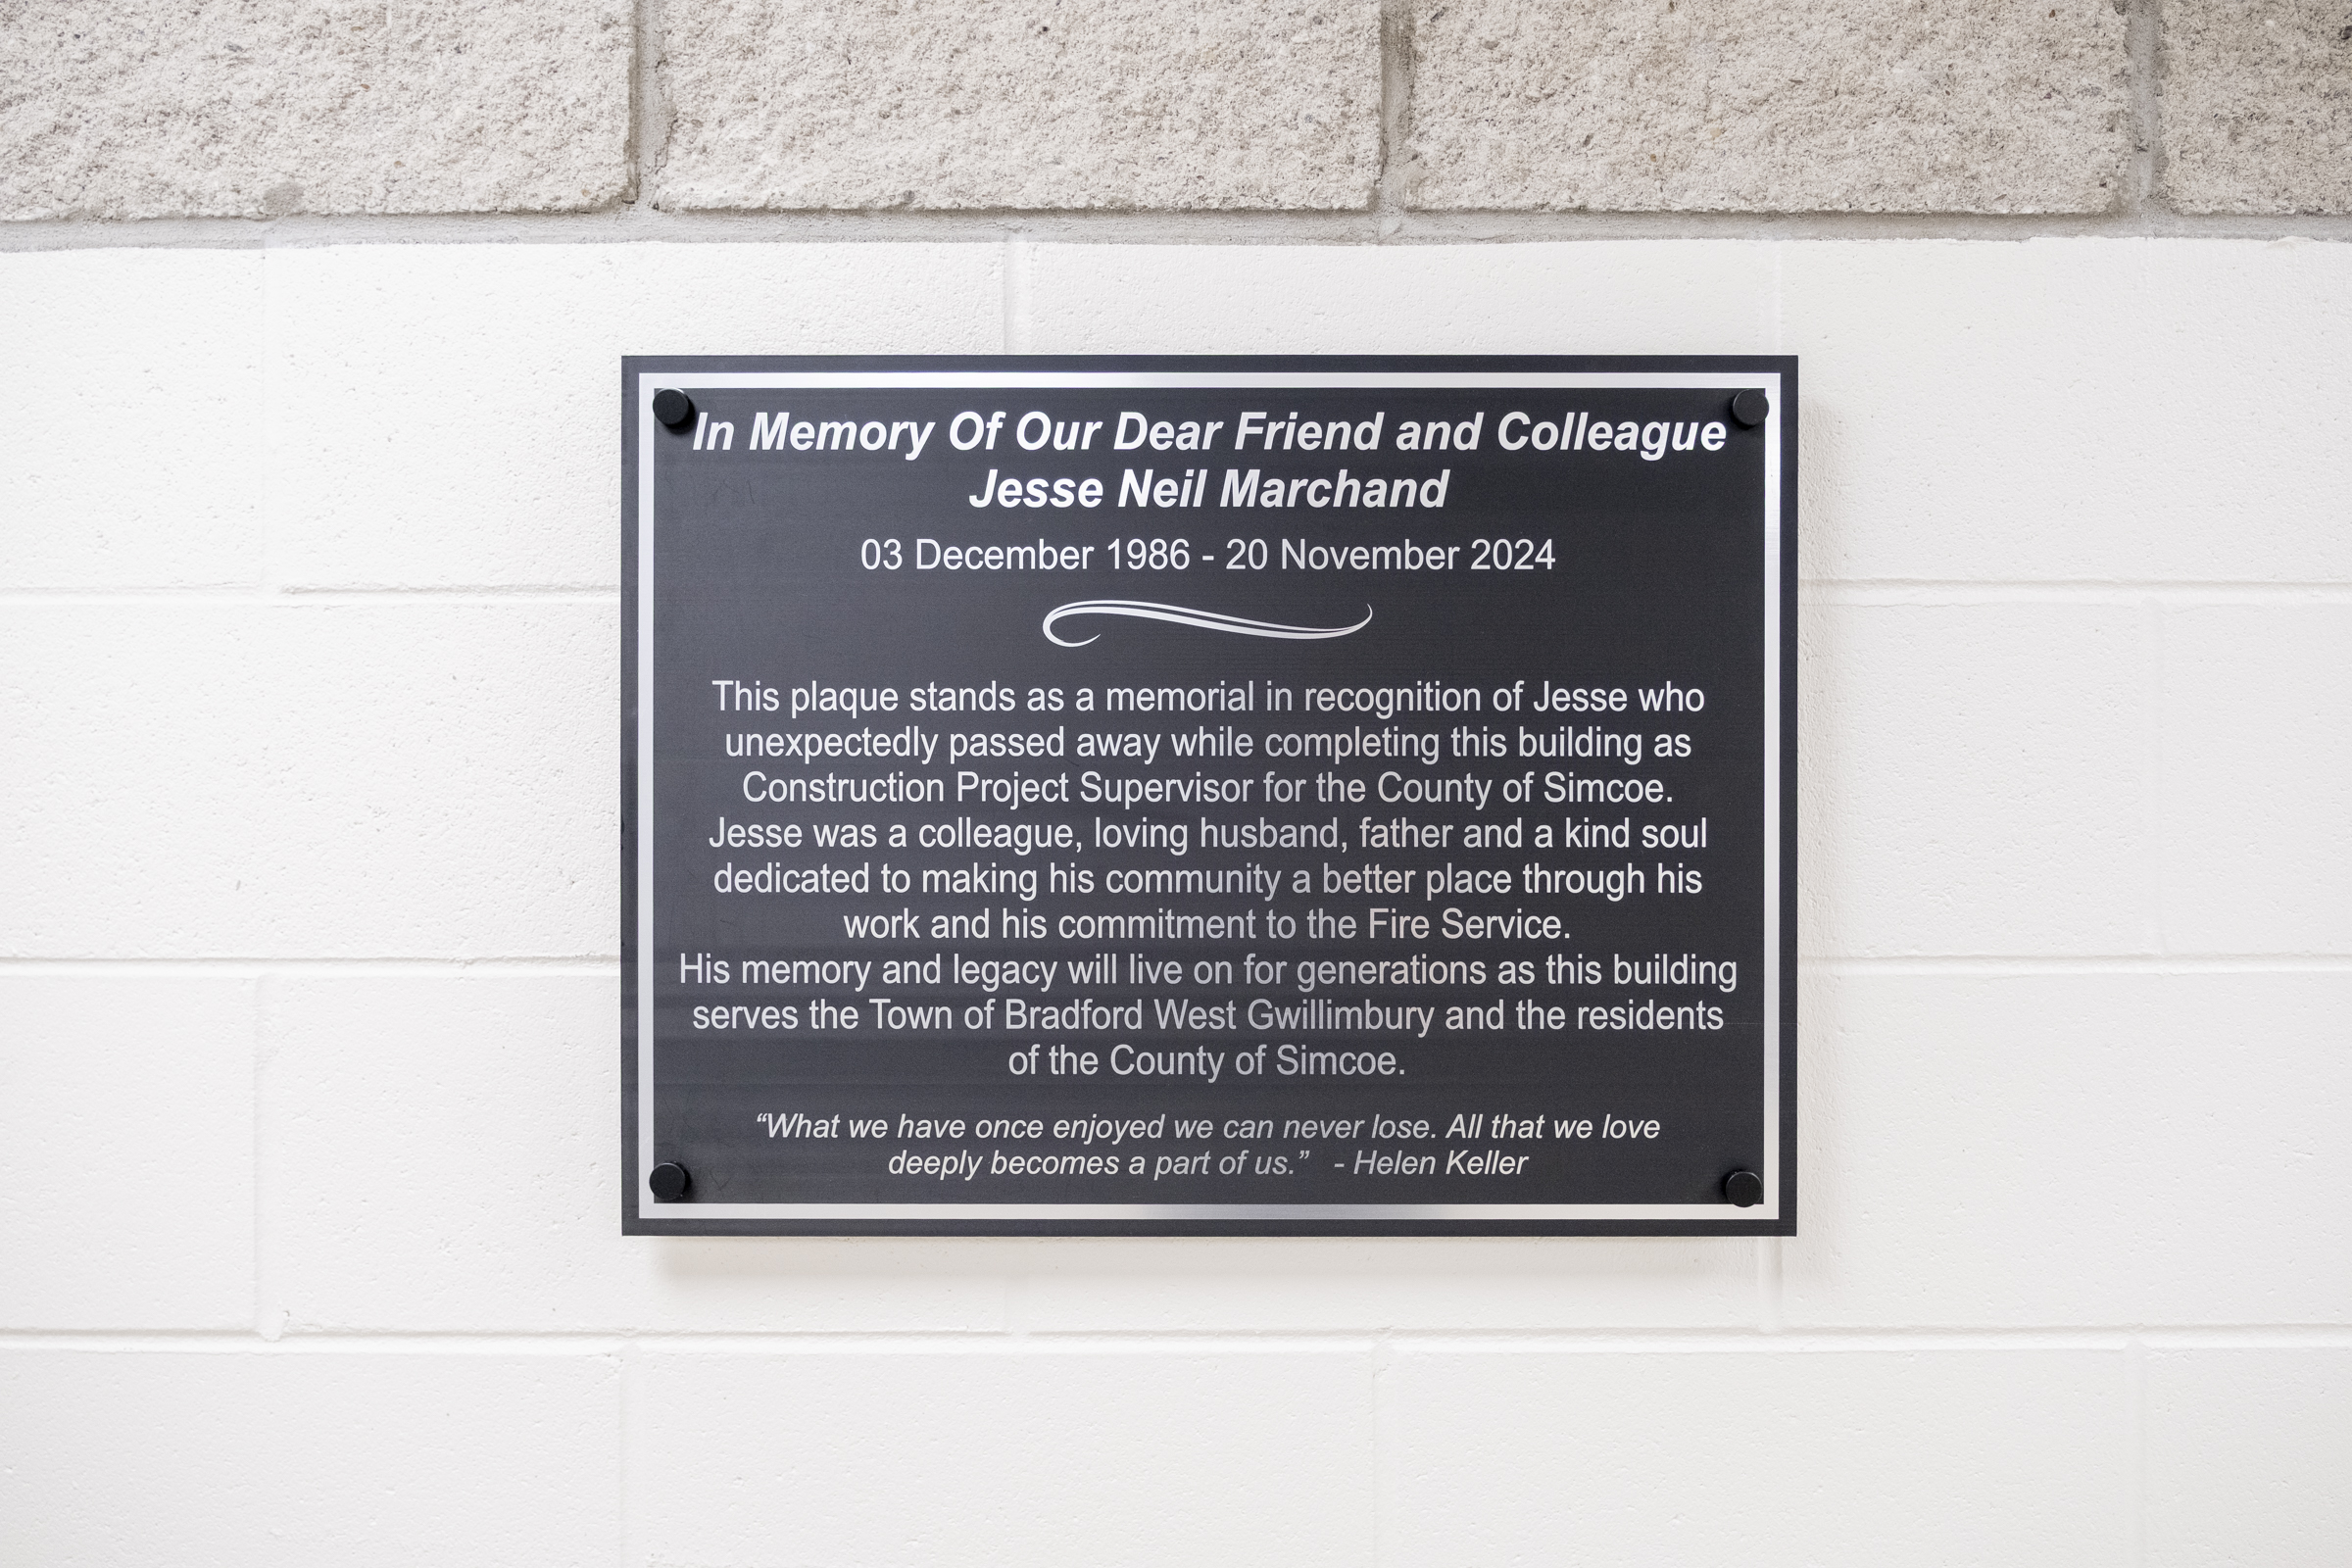 In Memory Of Our Dear Friend and Colleague
Jesse Neil Marchand
03 December 1986 - 20 November 2024
This plaque stands as a memorial in recognition of Jesse who
unexpectedly passed away while completing this building as
Construction Project Supervisor for the County of Simcoe.
Jesse was a colleague, loving husband, father and a kind soul
dedicated to making his community a better place through his
work and his commitment to the Fire Service.
His memory and legacy will live on for generations as this building
serves the Town of Bradford West Gwillimbury and the residents
of the County of Simcoe.
“What we have once enjoyed we can never lose. All that we love
deeply becomes a part of us.” - Helen Keller